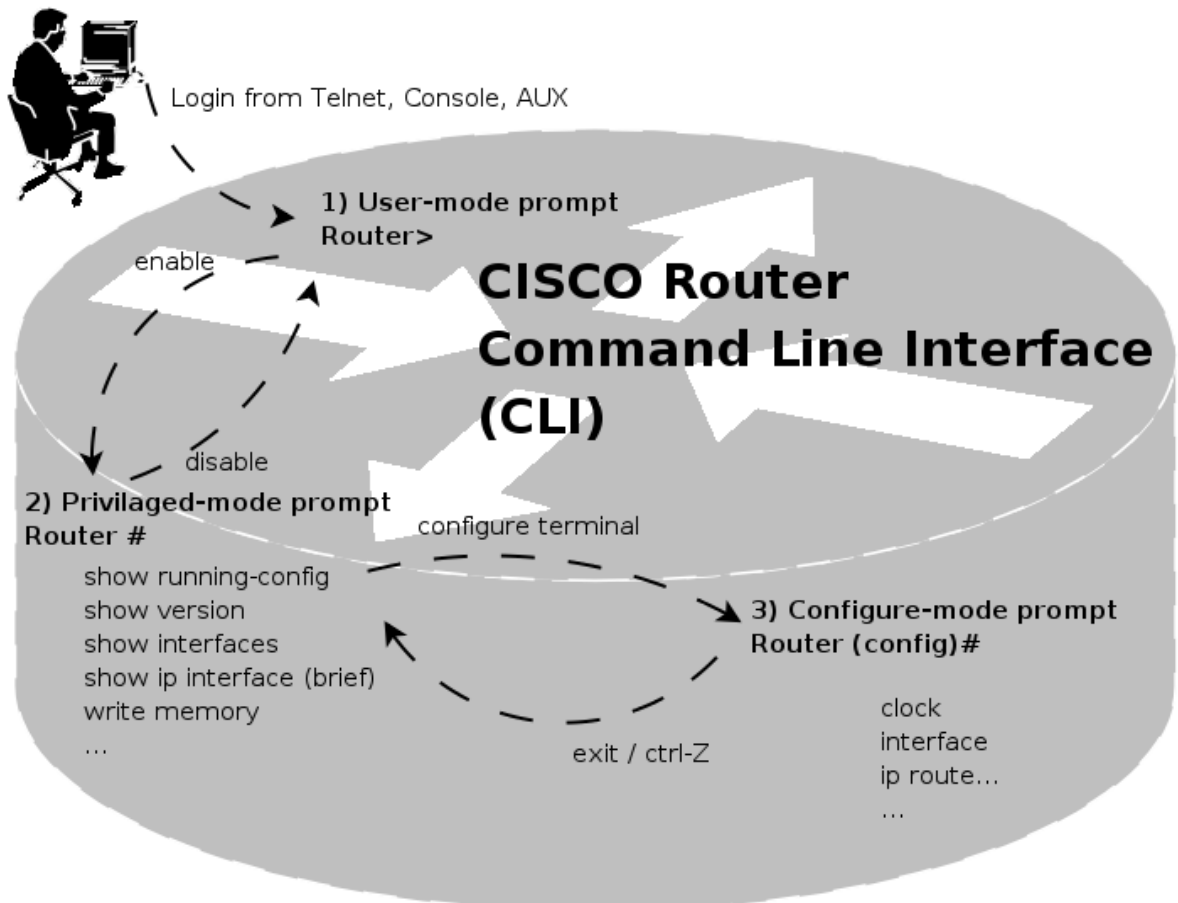 Login from Telnet, Console, AUX
1) User-mode prompt
Router>
enable
CISCO Router
Command Line Interface
(CLI)
disable
2) Privilaged-mode prompt
Router #
configure terminal
show running-config
show version
show interfaces
show ip interface (brief)
write memory
...
3) Configure-mode prompt
Router (config)#
exit / ctrl-Z
clock
interface
ip route...
...